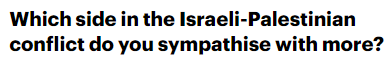 Which side in the Israeli-Palestinian
conflict do you sympathise with more?